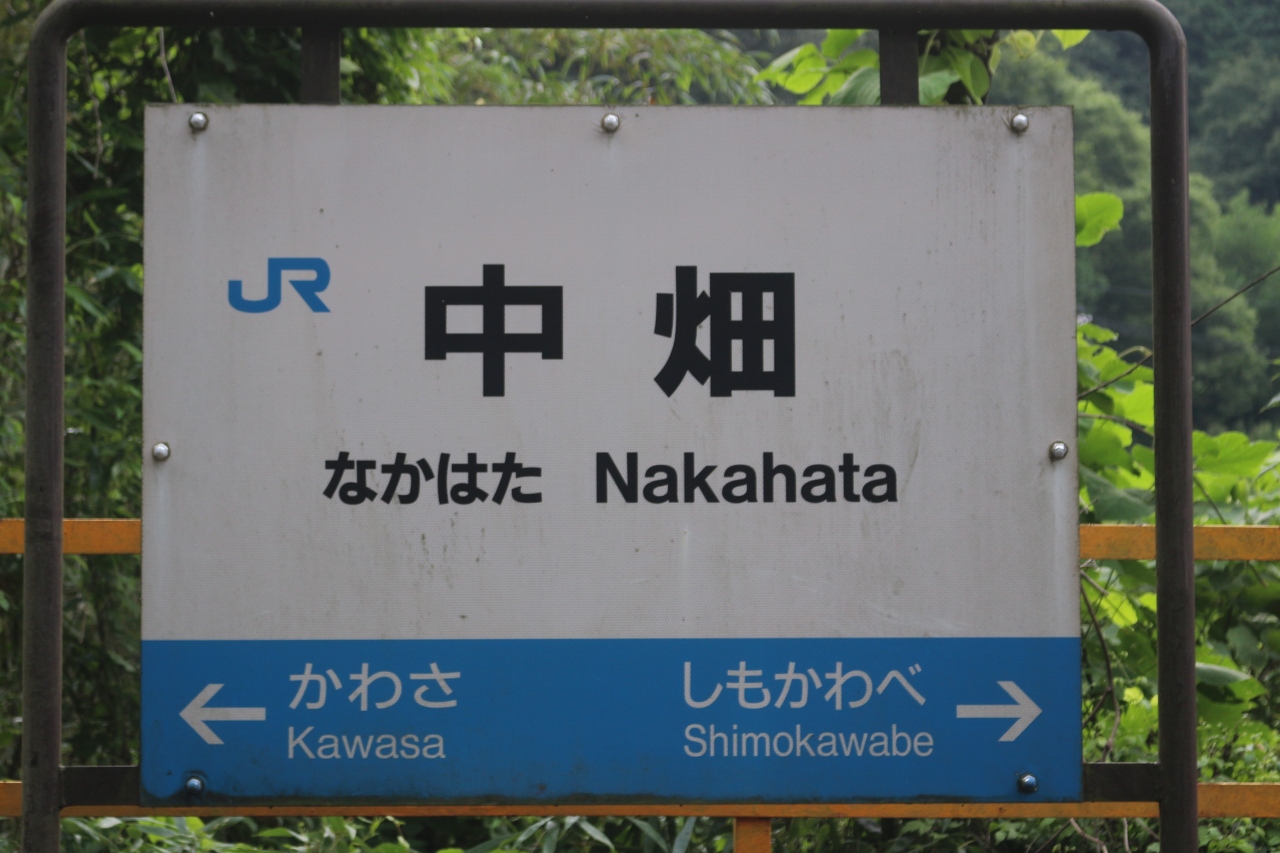 JR 中畑
なかはた Nakahata
← かわさ しもかわべ →
Kawasa Shimokawabe